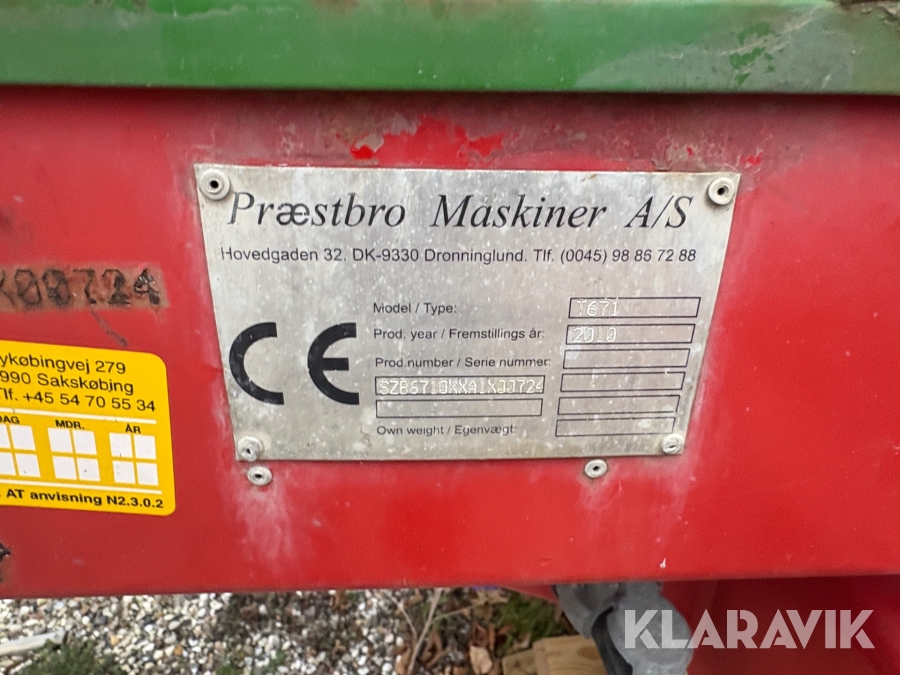 Præstbro Maskiner A/S
Hovedgaden 32, DK-9330 Dronninglund. Tlf. (0045) 98 86 72 88
Model / Type: T671
Prod. year / Fremstillings år: 2010
Prod.number / Serie nummer:
SZB6710XXA1X00724
Own weight / Egenvægt:
CE
X00724
ykøbingvej 279
990 Sakskøbjng
Tlf. +45 54 70 55 34
DAG MDR. ÅR
AT anvisning N2.3.0.2
KLARAVIK